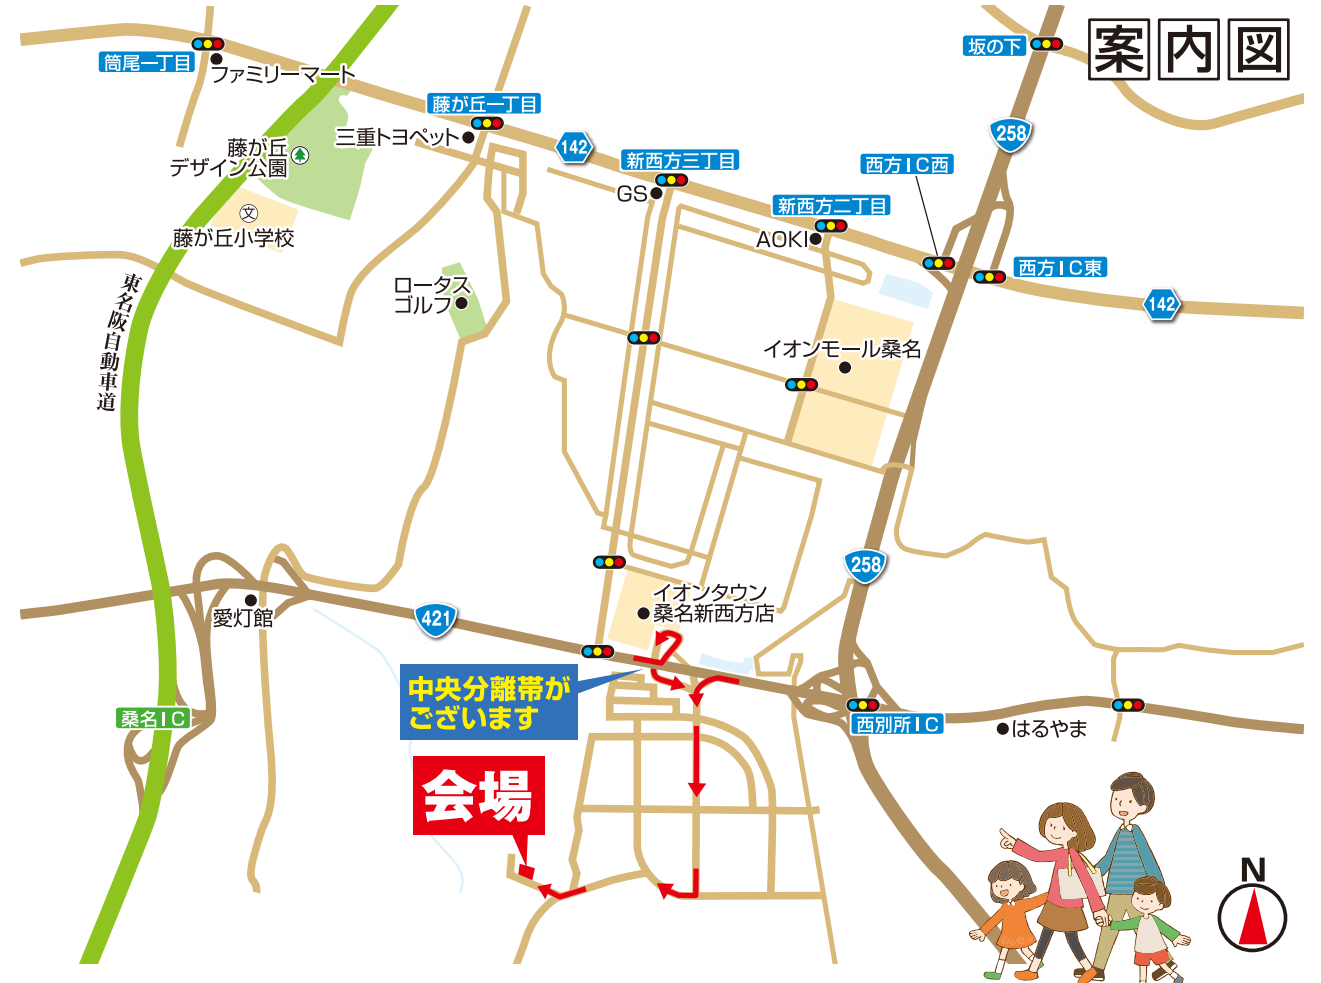 案内図
坂の下
筒尾一丁目
ファミリーマート
藤が丘一丁目
三重トヨペット
142
258
新西方三丁目
西方IC西
藤が丘
デザイン公園
GS
新西方二丁目
文
藤が丘小学校
AOKI
西方IC東
東名阪自動車道
ロータス
ゴルフ
142
イオンモール桑名
258
愛灯館
421
イオンタウン
桑名新西方店
中央分離帯が
ございます
桑名IC
西別所IC
はるやま
会場
N